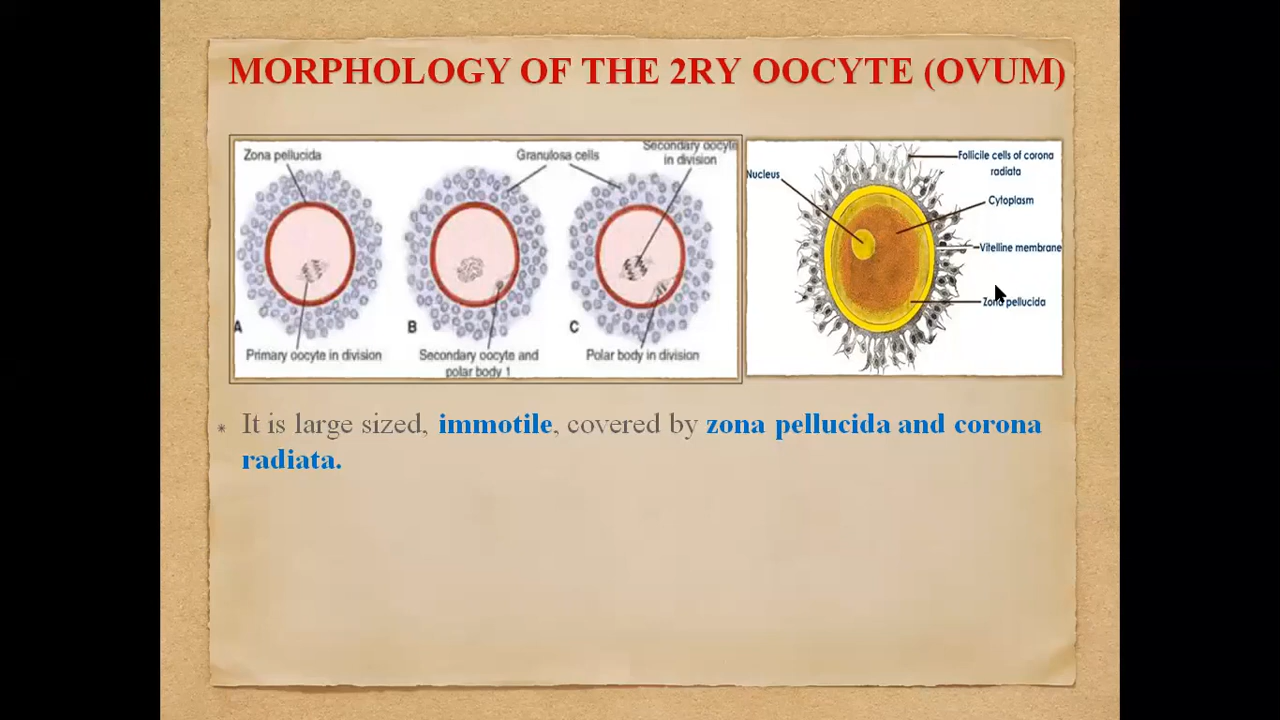 MORPHOLOGY OF THE 2RY OOCYTE (OVUM)
Zona pellucida
Granulosa cells
Secondary oocyte
in division
A
B
C
Primary oocyte in division
Secondary oocyte and
polar body 1
Polar body in division
Nucleus
Follicile cells of corona
radiata
Cytoplasm
Vitelline membrane
Zona pellucida
* It is large sized, immotile, covered by zona pellucida and corona
radiata.